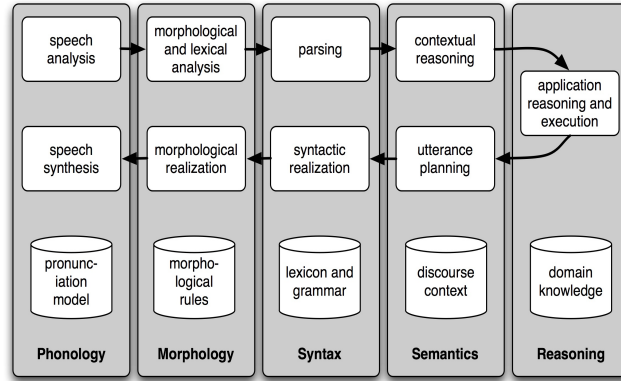 speech
analysis
morphological
and lexical
analysis
parsing
contextual
reasoning
application
reasoning and
execution
speech
synthesis
morphological
realization
syntactic
realization
utterance
planning
pronunc-
iation
model
morpho-
logical
rules
lexicon and
grammar
discourse
context
domain
knowledge
Phonology
Morphology
Syntax
Semantics
Reasoning